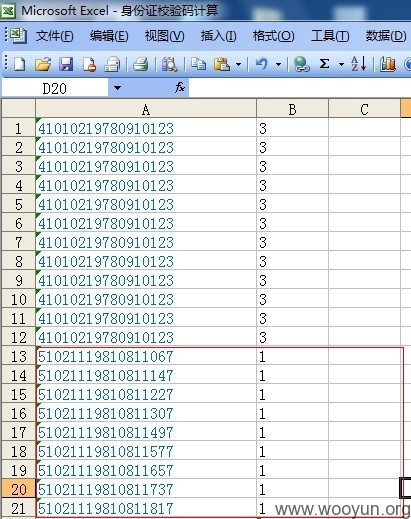 Microsoft Excel - 身份证校验码计算
文件(F) 编辑(E) 视图(V) 插入(I) 格式(O) 工具(T) 数据(D)
D20 fx
A B C
1 41010219780910123 3
2 41010219780910123 3
3 41010219780910123 3
4 41010219780910123 3
5 41010219780910123 3
6 41010219780910123 3
7 41010219780910123 3
8 41010219780910123 3
9 41010219780910123 3
10 41010219780910123 3
11 41010219780910123 3
12 41010219780910123 3
13 51021119810811067 1
14 51021119810811147 1
15 51021119810811227 1
16 51021119810811307 1
17 51021119810811497 1
18 51021119810811577 1
19 51021119810811657 1
20 51021119810811737 1
21 51021119810811817 1
www.wooyun.org